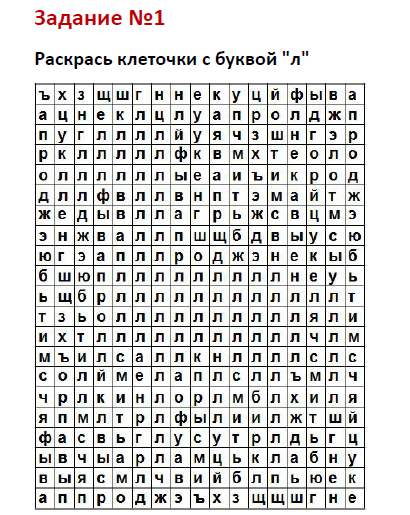 Задание №1
Раскрась клеточки с буквой "л"
ъ х з щ ш г н н е к у ц й ф ы в а
а ц н е к л ц л у а п р о л д ж п
п у г л л л л й у я ч з ш н г э р
р к л л л л л ф к в м х т е о л о
о л л л л л л ы е а и ъ и к р о д
д л л ф в л л в н п т э м а й т ж
ж е д ы в л л а г р ь ж с в ц м э
э н ж в а л л п ш щ б д в ы у с ю
ю г э а п л л р о д ж э н е к ы б
б ш ю п л л л л л л л л л н е у ь
ь щ б р л л л л л л л л л л л л т
т з ь о л л л л л л л л л л я л и
и х т л л л л л л л л л л л ч л м
м ъ и л с а л л к н л л л л с л с
с о л й м е л а п л с л л ъ м л ч
ч р л к и н л о р л м б л х и л я
я п м л т р л ф ы л и и л ж т ш й
ф а с в ь г л у с у т р л д ь г ц
ы в ч ы а р л а м ц ь к л а б н у
в ы я с м л ч в и й б л п ь ю е к
а п п р о д ж э ъ х з щ щ ш г н е